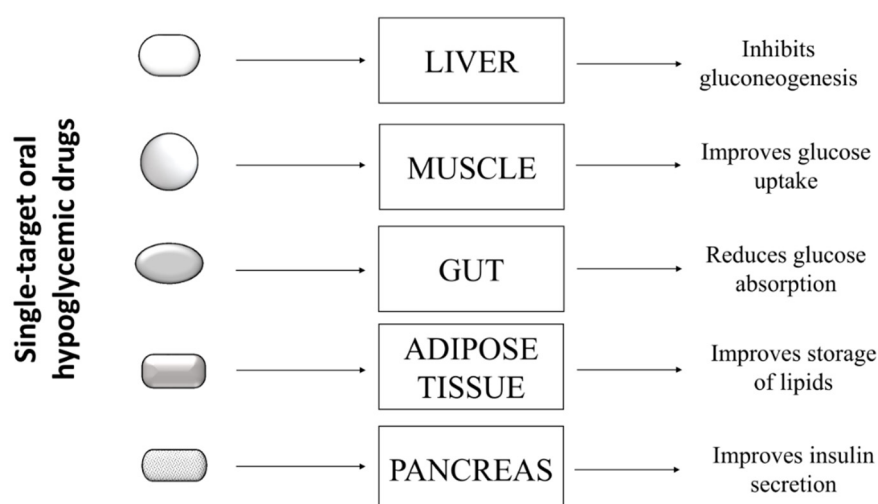 Single-target oral
hypoglycemic drugs
LIVER
Inhibits
gluconeogenesis
MUSCLE
Improves glucose
uptake
GUT
Reduces glucose
absorption
ADIPOSE
TISSUE
Improves storage
of lipids
PANCREAS
Improves insulin
secretion